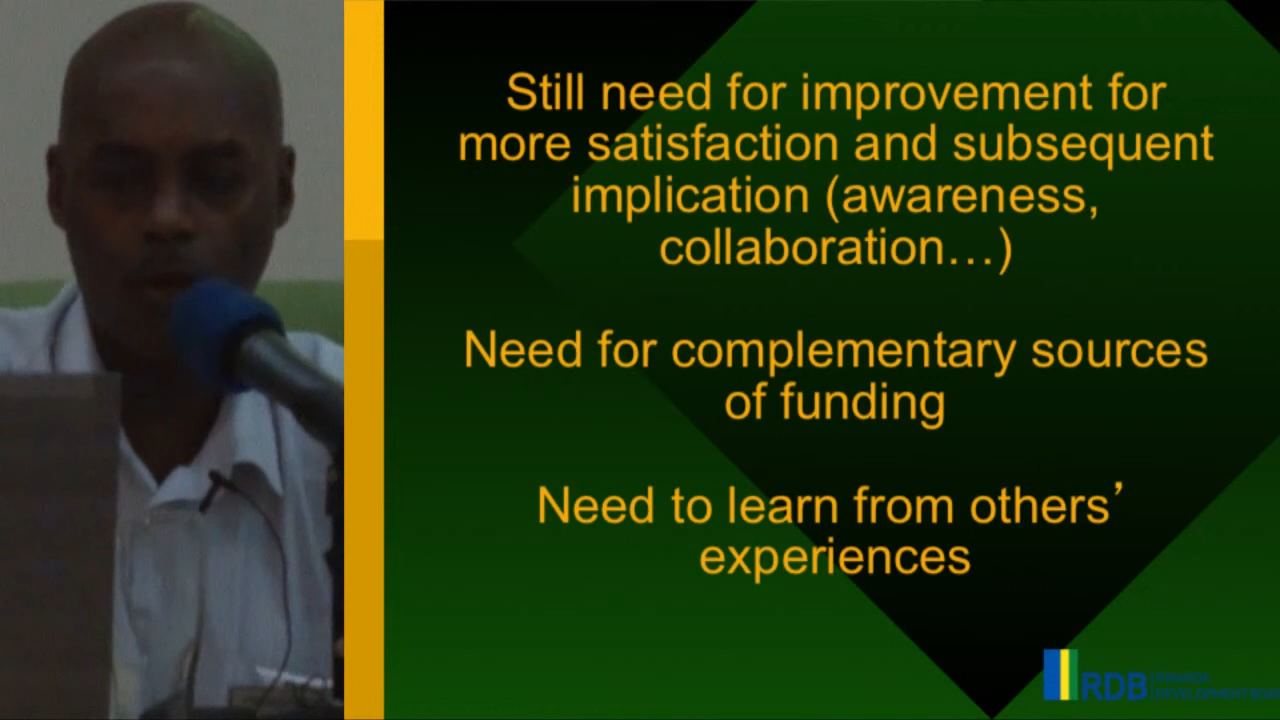 Still need for improvement for
more satisfaction and subsequent
implication (awareness,
collaboration…)
Need for complementary sources
of funding
Need to learn from others’
experiences
RDB